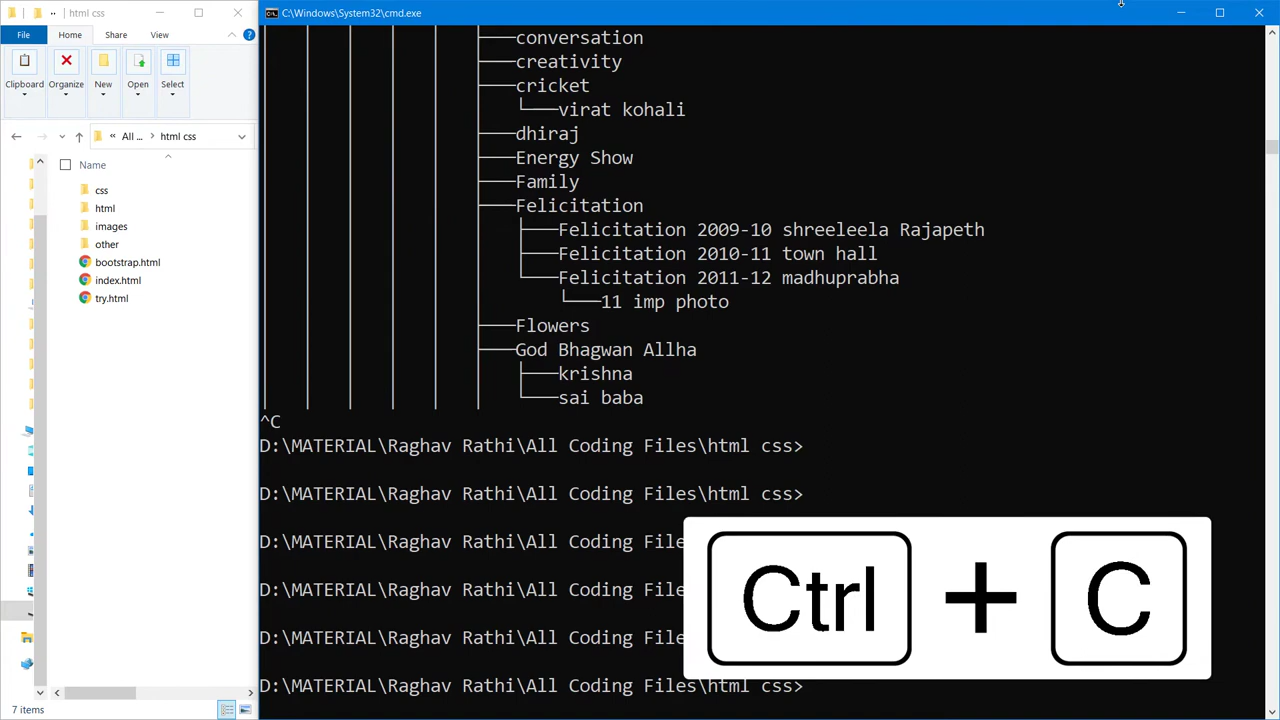 html css
File
Home
Share
View
Clipboard
Organize
New
Open
Select
« All ... > html css
Name
css
html
images
other
bootstrap.html
index.html
try.html
7 items
C:\Windows\System32\cmd.exe
├──conversation
├──creativity
├──cricket
│ └──virat kohali
├──dhiraj
├──Energy Show
├──Family
├──Felicitation
│ ├──Felicitation 2009-10 shreeleela Rajapeth
│ ├──Felicitation 2010-11 town hall
│ └──Felicitation 2011-12 madhuprabha
│ └──11 imp photo
├──Flowers
├──God Bhagwan Allha
│ ├──krishna
│ └──sai baba
^C
D:\MATERIAL\Raghav Rathi\All Coding Files\html css>
D:\MATERIAL\Raghav Rathi\All Coding Files\html css>
D:\MATERIAL\Raghav Rathi\All Coding File
D:\MATERIAL\Raghav Rathi\All Coding File
D:\MATERIAL\Raghav Rathi\All Coding File
D:\MATERIAL\Raghav Rathi\All Coding Files\html css>
Ctrl + C